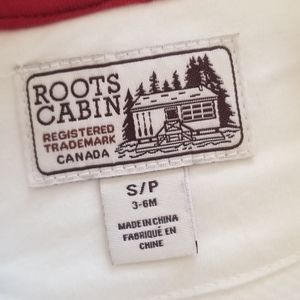 ROOTS
CABIN
REGISTERED
TRADEMARK
CANADA
S/P
3-6M
MADE IN CHINA
FABRIQUÉ EN
CHINE